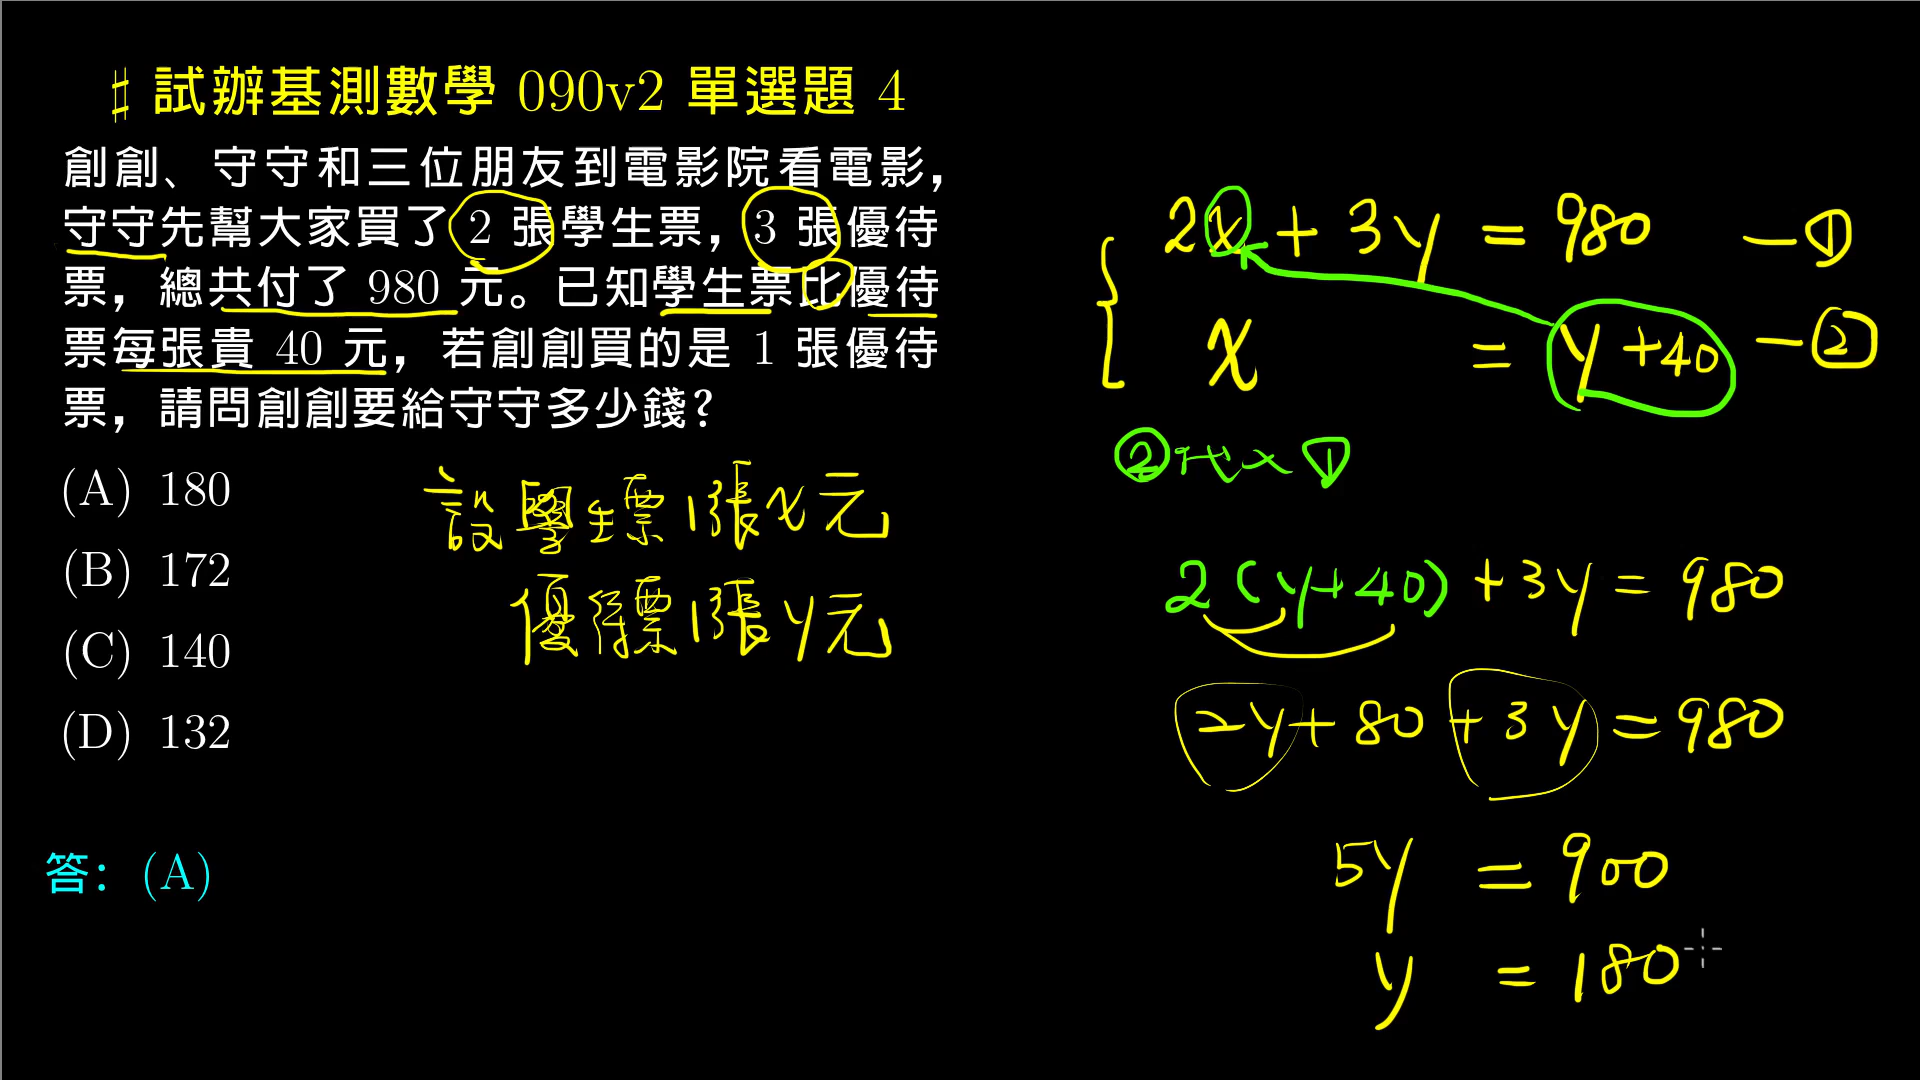 ♯ 試辦基測數學 090v2 單選題 4
創創、守守和三位朋友到電影院看電影，
守守先幫大家買了 2 張學生票，3 張優待
票，總共付了 980 元。已知學生票比優待
票每張貴 40 元，若創創買的是 1 張優待
票，請問創創要給守守多少錢？
(A) 180
(B) 172
(C) 140
(D) 132
設學生票1張x元
優待票1張y元
答：(A)
2x + 3y = 980 — ①
x = y + 40 — ②
②代入①
2(y+40) + 3y = 980
2y + 80 + 3y = 980
5y = 900
y = 180